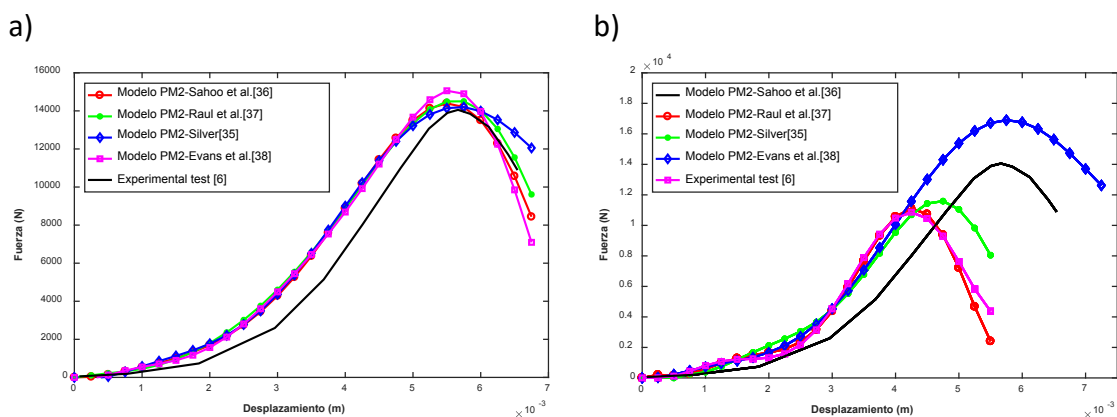 a)
16000
14000
12000
10000
8000
6000
4000
2000
0
Fuerza (N)
Modelo PM2-Sahoo et al.[36]
Modelo PM2-Raul et al.[37]
Modelo PM2-Silver[35]
Modelo PM2-Evans et al.[38]
Experimental test [6]
0 1 2 3 4 5 6 7
Desplazamiento (m)
× 10⁻³
b)
× 10⁴
2
1.8
1.6
1.4
1.2
1
0.8
0.6
0.4
0.2
0
Fuerza (N)
Modelo PM2-Sahoo et al.[36]
Modelo PM2-Raul et al.[37]
Modelo PM2-Silver[35]
Modelo PM2-Evans et al.[38]
Experimental test [6]
0 1 2 3 4 5 6 7
Desplazamiento (m)
× 10⁻³